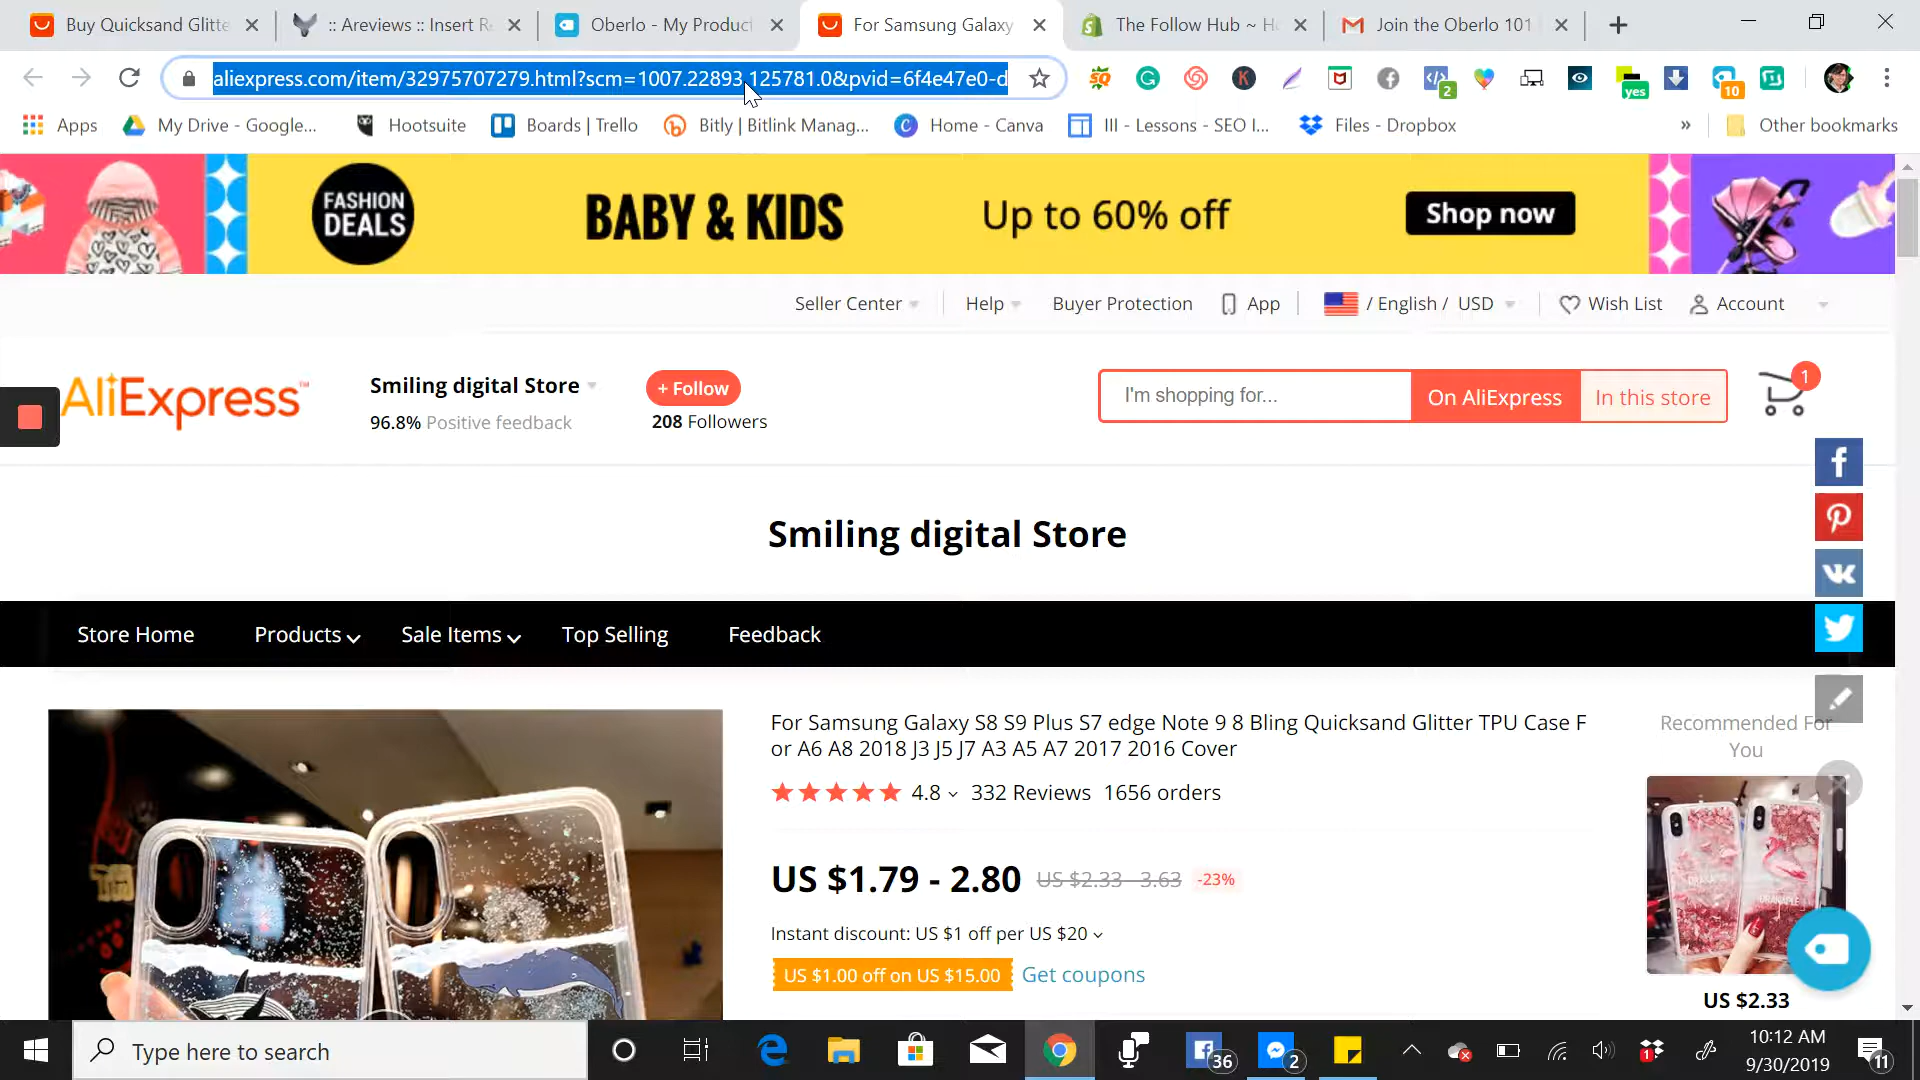 Buy Quicksand Glitte
:: Areviews :: Insert R
Oberlo - My Produc
For Samsung Galaxy
The Follow Hub ~ H
Join the Oberlo 101
aliexpress.com/item/32975707279.html?scm=1007.22893.125781.0&pvid=6f4e47e0-d
2
yes
10
Apps
My Drive - Google...
Hootsuite
Boards | Trello
Bitly | Bitlink Manag...
Home - Canva
III - Lessons - SEO I...
Files - Dropbox
»
Other bookmarks
FASHION
DEALS
BABY & KIDS
Up to 60% off
Shop now
Seller Center
Help
Buyer Protection
App
/ English / USD
Wish List
Account
AliExpress™
Smiling digital Store
96.8% Positive feedback
+ Follow
208 Followers
I'm shopping for...
On AliExpress
In this store
1
Smiling digital Store
Store Home
Products
Sale Items
Top Selling
Feedback
For Samsung Galaxy S8 S9 Plus S7 edge Note 9 8 Bling Quicksand Glitter TPU Case F
or A6 A8 2018 J3 J5 J7 A3 A5 A7 2017 2016 Cover
4.8
332 Reviews
1656 orders
US $1.79 - 2.80
US $2.33 - 3.63
-23%
Instant discount: US $1 off per US $20
US $1.00 off on US $15.00
Get coupons
Recommended For
You
US $2.33
Type here to search
36
2
1
10:12 AM
9/30/2019
11